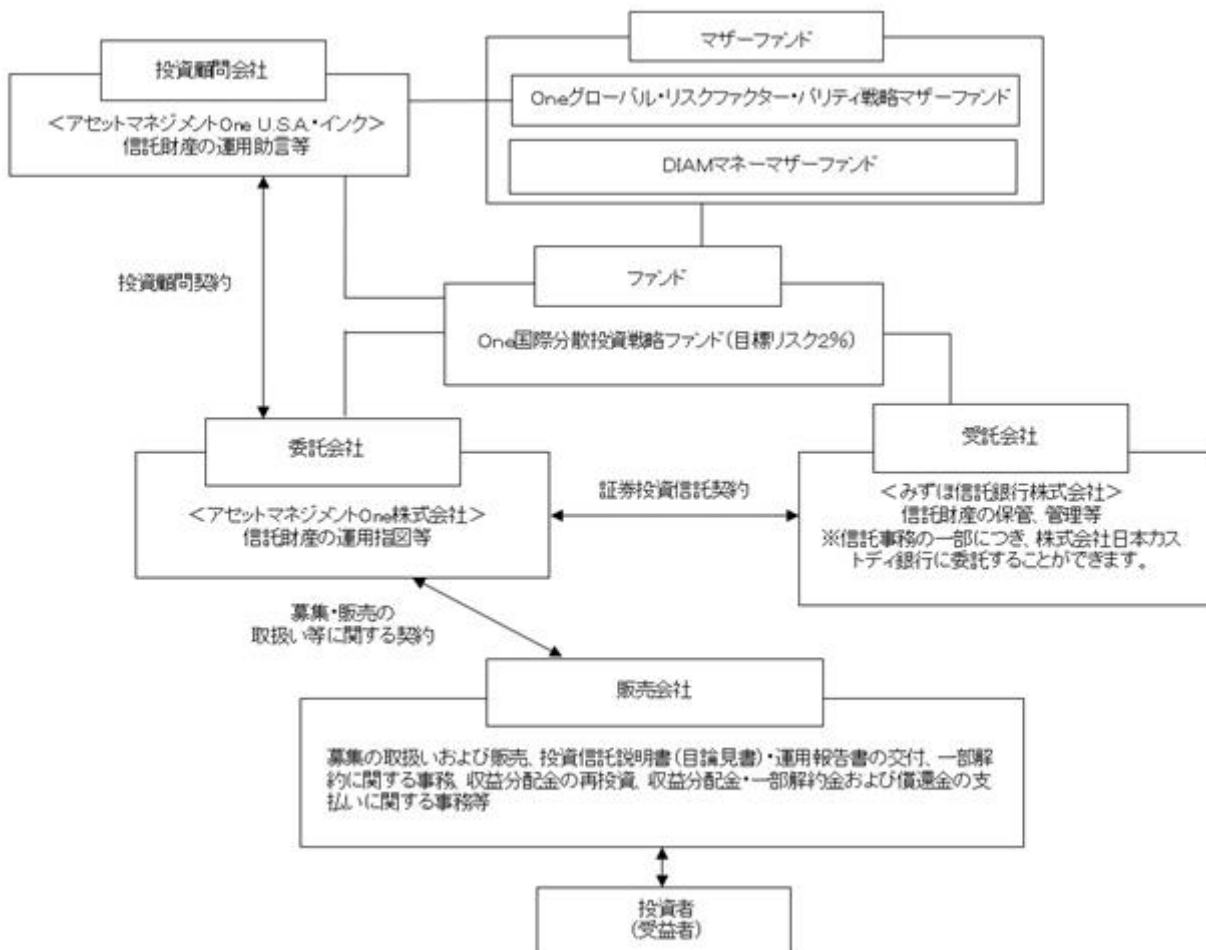 マザーファンド
投資顧問会社
Oneグローバル・リスクファクター・パリティ戦略マザーファンド
<アセットマネジメントOne U.S.A.・インク>
信託財産の運用助言等
DIAMマネーマザーファンド
ファンド
投資顧問契約
One国際分散投資戦略ファンド(目標リスク2%)
委託会社
受託会社
<アセットマネジメントOne株式会社>
信託財産の運用指図等
証券投資信託契約
<みずほ信託銀行株式会社>
信託財産の保管、管理等
※信託事務の一部につき、株式会社日本カス
トディ銀行に委託することができます。
募集・販売の
取扱い等に関する契約
販売会社
募集の取扱いおよび販売、投資信託説明書(目論見書)・運用報告書の交付、一部解
約に関する事務、収益分配金の再投資、収益分配金・一部解約金および償還金の支
払いに関する事務等
投資者
(受益者)